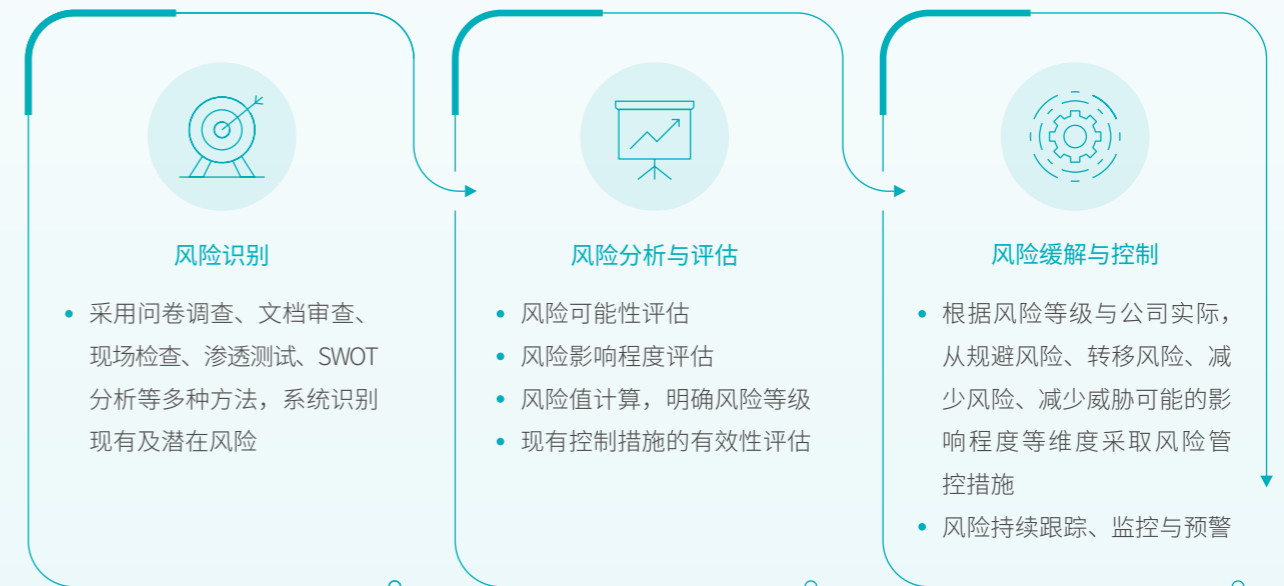 风险识别
• 采用问卷调查、文档审查、
现场检查、渗透测试、SWOT
分析等多种方法，系统识别
现有及潜在风险
风险分析与评估
• 风险可能性评估
• 风险影响程度评估
• 风险值计算，明确风险等级
• 现有控制措施的有效性评估
风险缓解与控制
• 根据风险等级与公司实际，
从规避风险、转移风险、减
少风险、减少威胁可能的影
响程度等维度采取风险管
控措施
• 风险持续跟踪、监控与预警